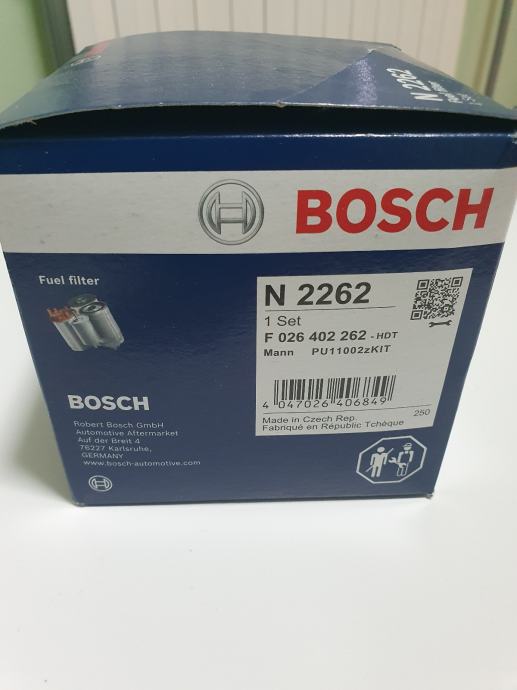 N 2262
BOSCH
Fuel filter
N 2262
1 Set
F 026 402 262 - HDT
Mann PU11002zKIT
4 047026 406849
250
Made in Czech Rep.
Fabriqué en Républic Tchèque
BOSCH
Robert Bosch GmbH
Automotive Aftermarket
Auf der Breit 4
76227 Karlsruhe,
GERMANY
www.bosch-automotive.com